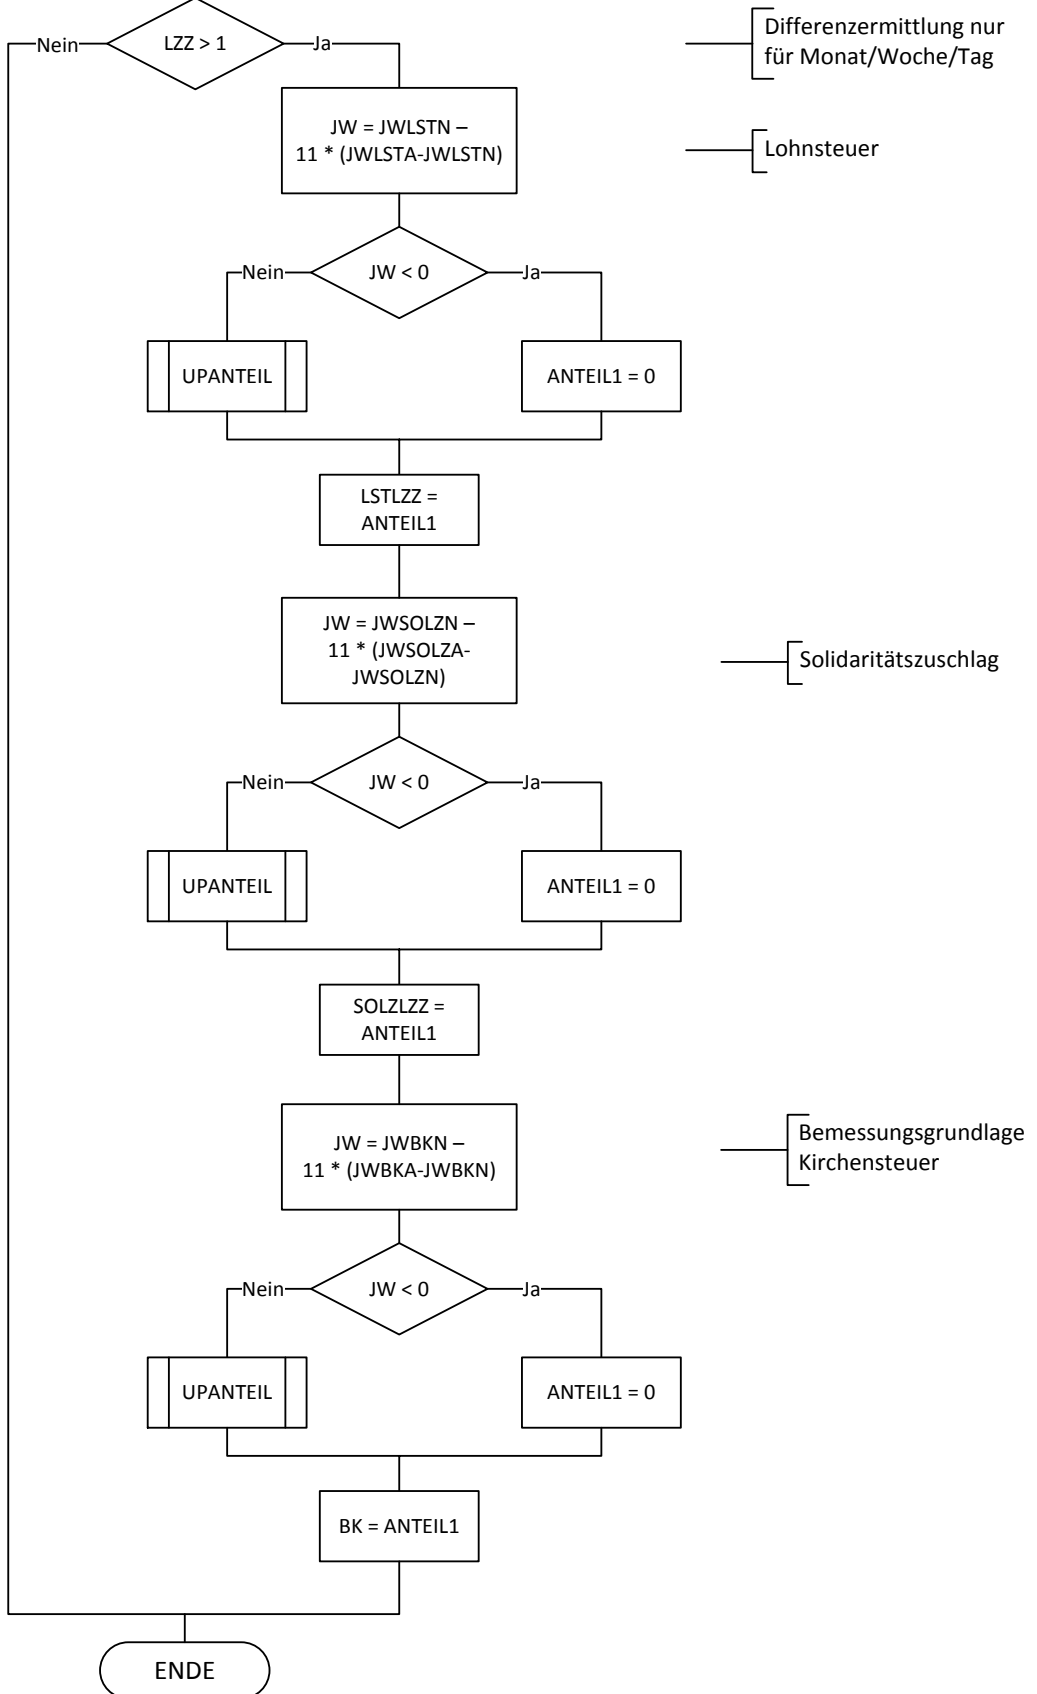 Nein
LZZ > 1
Ja
Differenzermittlung nur
für Monat/Woche/Tag
JW = JWLSTN –
11 * (JWLSTA-JWLSTN)
Lohnsteuer
Nein
JW < 0
Ja
UPANTEIL
ANTEIL1 = 0
LSTLZZ =
ANTEIL1
JW = JWSOLZN –
11 * (JWSOLZA-
JWSOLZN)
Solidaritätszuschlag
Nein
JW < 0
Ja
UPANTEIL
ANTEIL1 = 0
SOLZLZZ =
ANTEIL1
JW = JWBKN –
11 * (JWBKA-JWBKN)
Bemessungsgrundlage
Kirchensteuer
Nein
JW < 0
Ja
UPANTEIL
ANTEIL1 = 0
BK = ANTEIL1
ENDE